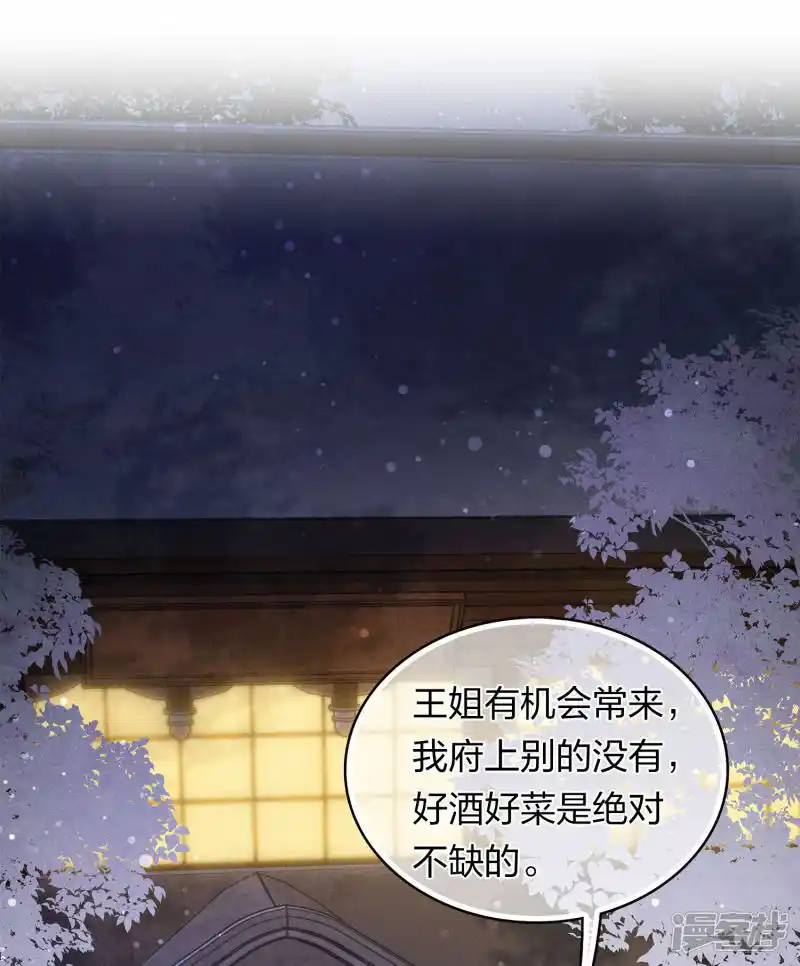 王姐有机会常来，
我府上别的没有，
好酒好菜是绝对
不缺的。
漫客栈